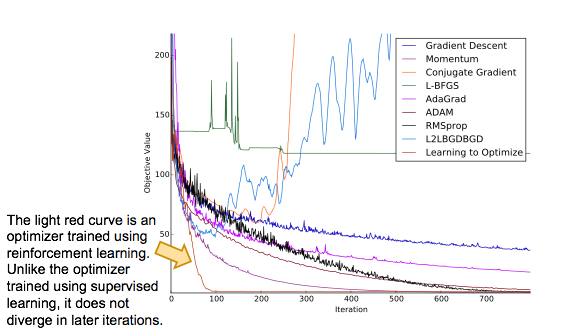 200
150
100
50
0
100
200
300
400
500
600
700
Objective Value
Iteration
Gradient Descent
Momentum
Conjugate Gradient
L-BFGS
AdaGrad
ADAM
RMSprop
L2LBGDBGD
Learning to Optimize
The light red curve is an
optimizer trained using
reinforcement learning.
Unlike the optimizer
trained using supervised
learning, it does not
diverge in later iterations.